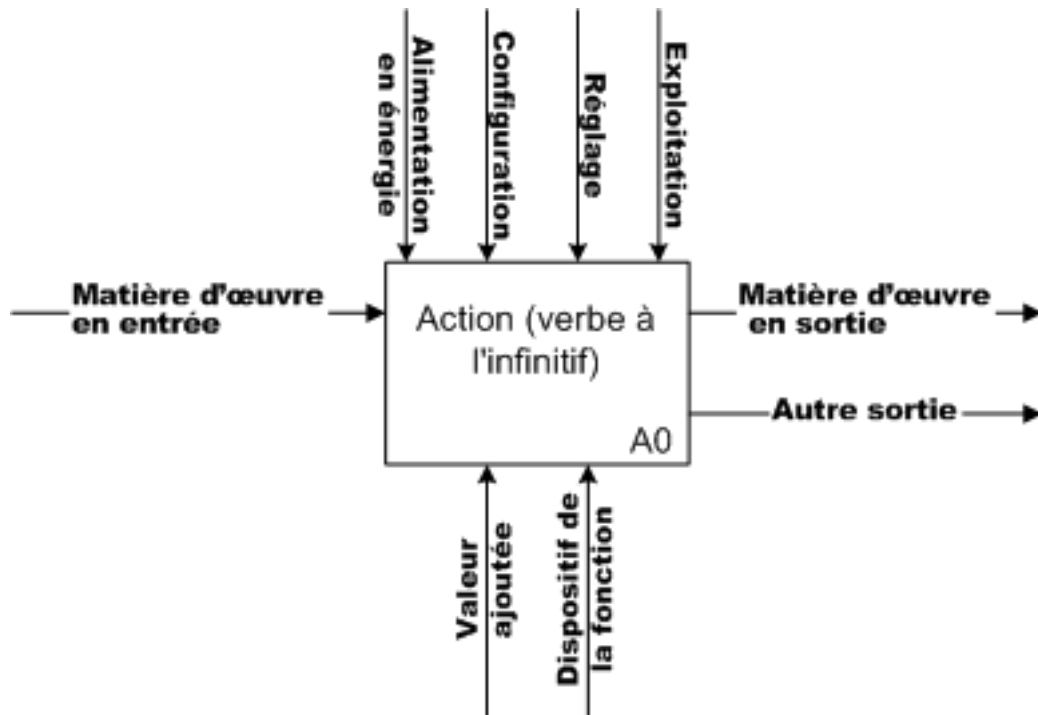 Alimentation
en énergie
Configuration
Réglage
Exploitation
Matière d'œuvre
en entrée
Action (verbe à
l'infinitif)
A0
Matière d'œuvre
en sortie
Autre sortie
Valeur
ajoutée
Dispositif de
la fonction